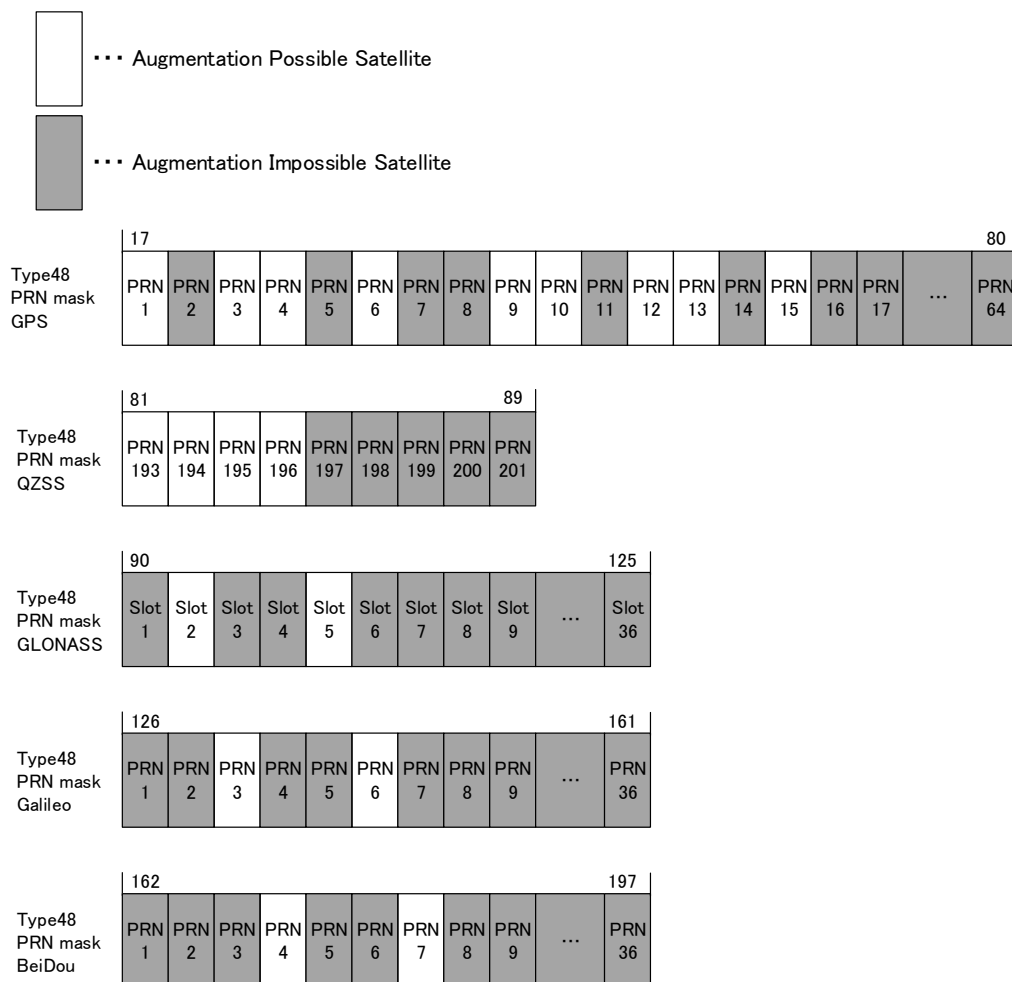 … Augmentation Possible Satellite
… Augmentation Impossible Satellite
17 80
Type48
PRN mask
GPS
PRN PRN PRN PRN PRN PRN PRN PRN PRN PRN PRN PRN PRN PRN PRN PRN PRN … PRN
1 2 3 4 5 6 7 8 9 10 11 12 13 14 15 16 17 64
81 89
Type48
PRN mask
QZSS
PRN PRN PRN PRN PRN PRN PRN PRN PRN
193 194 195 196 197 198 199 200 201
90 125
Type48
PRN mask
GLONASS
Slot Slot Slot Slot Slot Slot Slot Slot Slot … Slot
1 2 3 4 5 6 7 8 9 36
126 161
Type48
PRN mask
Galileo
PRN PRN PRN PRN PRN PRN PRN PRN PRN … PRN
1 2 3 4 5 6 7 8 9 36
162 197
Type48
PRN mask
BeiDou
PRN PRN PRN PRN PRN PRN PRN PRN PRN … PRN
1 2 3 4 5 6 7 8 9 36